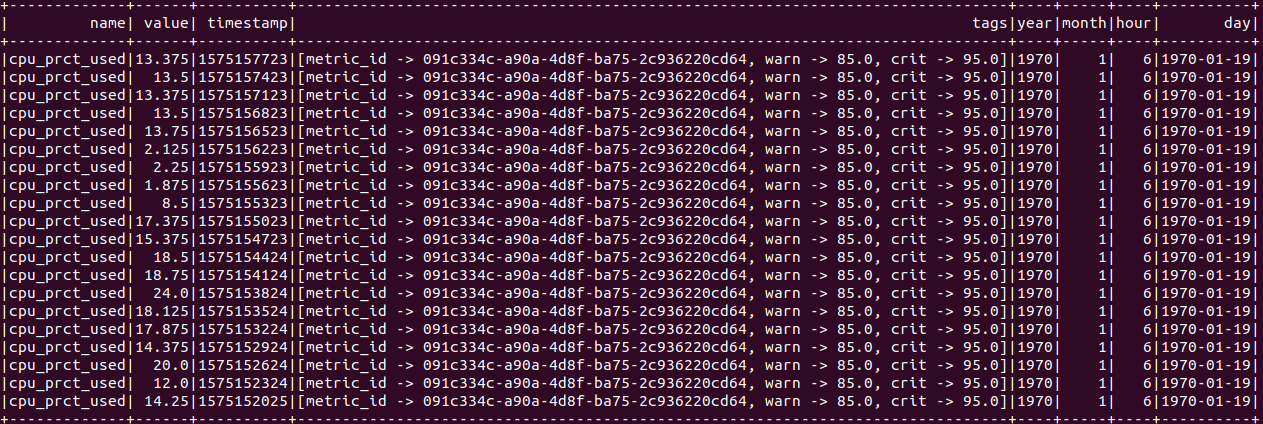 +-------------+------+----------+-------------------------------------------------------------------------------+----+-----+----+----------+
|         name| value| timestamp|                                                                           tags|year|month|hour|       day|
+-------------+------+----------+-------------------------------------------------------------------------------+----+-----+----+----------+
|cpu_prct_used|13.375|1575157723|[metric_id -> 091c334c-a90a-4d8f-ba75-2c936220cd64, warn -> 85.0, crit -> 95.0]|1970|    1|   6|1970-01-19|
|cpu_prct_used|  13.5|1575157423|[metric_id -> 091c334c-a90a-4d8f-ba75-2c936220cd64, warn -> 85.0, crit -> 95.0]|1970|    1|   6|1970-01-19|
|cpu_prct_used|13.375|1575157123|[metric_id -> 091c334c-a90a-4d8f-ba75-2c936220cd64, warn -> 85.0, crit -> 95.0]|1970|    1|   6|1970-01-19|
|cpu_prct_used|  13.5|1575156823|[metric_id -> 091c334c-a90a-4d8f-ba75-2c936220cd64, warn -> 85.0, crit -> 95.0]|1970|    1|   6|1970-01-19|
|cpu_prct_used| 13.75|1575156523|[metric_id -> 091c334c-a90a-4d8f-ba75-2c936220cd64, warn -> 85.0, crit -> 95.0]|1970|    1|   6|1970-01-19|
|cpu_prct_used| 2.125|1575156223|[metric_id -> 091c334c-a90a-4d8f-ba75-2c936220cd64, warn -> 85.0, crit -> 95.0]|1970|    1|   6|1970-01-19|
|cpu_prct_used|  2.25|1575155923|[metric_id -> 091c334c-a90a-4d8f-ba75-2c936220cd64, warn -> 85.0, crit -> 95.0]|1970|    1|   6|1970-01-19|
|cpu_prct_used| 1.875|1575155623|[metric_id -> 091c334c-a90a-4d8f-ba75-2c936220cd64, warn -> 85.0, crit -> 95.0]|1970|    1|   6|1970-01-19|
|cpu_prct_used|   8.5|1575155323|[metric_id -> 091c334c-a90a-4d8f-ba75-2c936220cd64, warn -> 85.0, crit -> 95.0]|1970|    1|   6|1970-01-19|
|cpu_prct_used|17.375|1575155023|[metric_id -> 091c334c-a90a-4d8f-ba75-2c936220cd64, warn -> 85.0, crit -> 95.0]|1970|    1|   6|1970-01-19|
|cpu_prct_used|15.375|1575154723|[metric_id -> 091c334c-a90a-4d8f-ba75-2c936220cd64, warn -> 85.0, crit -> 95.0]|1970|    1|   6|1970-01-19|
|cpu_prct_used|  18.5|1575154424|[metric_id -> 091c334c-a90a-4d8f-ba75-2c936220cd64, warn -> 85.0, crit -> 95.0]|1970|    1|   6|1970-01-19|
|cpu_prct_used| 18.75|1575154124|[metric_id -> 091c334c-a90a-4d8f-ba75-2c936220cd64, warn -> 85.0, crit -> 95.0]|1970|    1|   6|1970-01-19|
|cpu_prct_used|  24.0|1575153824|[metric_id -> 091c334c-a90a-4d8f-ba75-2c936220cd64, warn -> 85.0, crit -> 95.0]|1970|    1|   6|1970-01-19|
|cpu_prct_used|18.125|1575153524|[metric_id -> 091c334c-a90a-4d8f-ba75-2c936220cd64, warn -> 85.0, crit -> 95.0]|1970|    1|   6|1970-01-19|
|cpu_prct_used|17.875|1575153224|[metric_id -> 091c334c-a90a-4d8f-ba75-2c936220cd64, warn -> 85.0, crit -> 95.0]|1970|    1|   6|1970-01-19|
|cpu_prct_used|14.375|1575152924|[metric_id -> 091c334c-a90a-4d8f-ba75-2c936220cd64, warn -> 85.0, crit -> 95.0]|1970|    1|   6|1970-01-19|
|cpu_prct_used|  20.0|1575152624|[metric_id -> 091c334c-a90a-4d8f-ba75-2c936220cd64, warn -> 85.0, crit -> 95.0]|1970|    1|   6|1970-01-19|
|cpu_prct_used|  12.0|1575152324|[metric_id -> 091c334c-a90a-4d8f-ba75-2c936220cd64, warn -> 85.0, crit -> 95.0]|1970|    1|   6|1970-01-19|
|cpu_prct_used| 14.25|1575152025|[metric_id -> 091c334c-a90a-4d8f-ba75-2c936220cd64, warn -> 85.0, crit -> 95.0]|1970|    1|   6|1970-01-19|
+-------------+------+----------+-------------------------------------------------------------------------------+----+-----+----+----------+